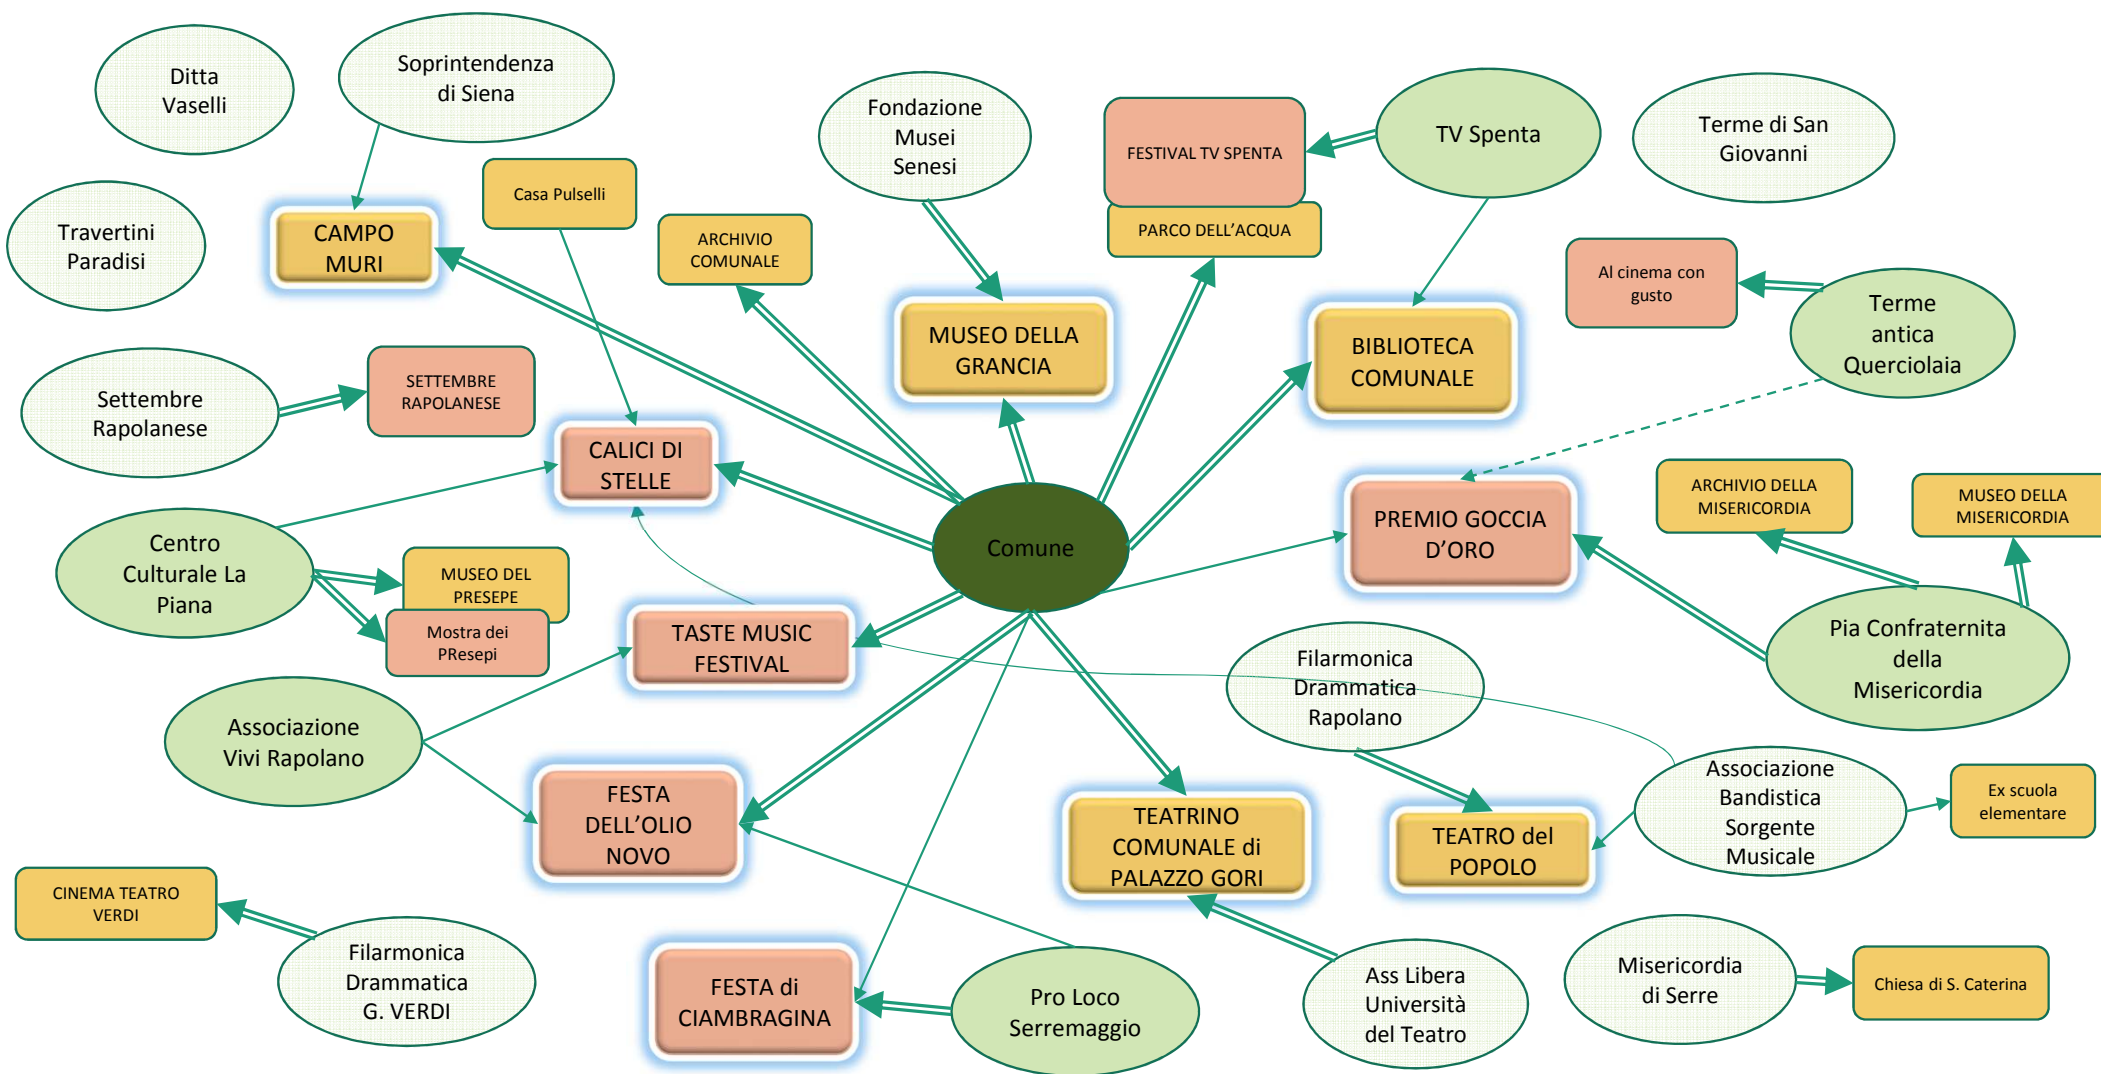 Ditta
Vaselli
Soprintendenza
di Siena
Fondazione
Musei
Senesi
FESTIVAL TV SPENTA
TV Spenta
Terme di San
Giovanni
Casa Pulselli
Travertini
Paradisi
CAMPO
MURI
ARCHIVIO
COMUNALE
PARCO DELL’ACQUA
Al cinema con
gusto
MUSEO DELLA
GRANCIA
BIBLIOTECA
COMUNALE
Terme
antica
Querciolaia
Settembre
Rapolanese
SETTEMBRE
RAPOLANESE
CALICI DI
STELLE
ARCHIVIO DELLA
MISERICORDIA
MUSEO DELLA
MISERICORDIA
PREMIO GOCCIA
D’ORO
Comune
Centro
Culturale La
Piana
MUSEO DEL
PRESEPE
Mostra dei
PResepi
TASTE MUSIC
FESTIVAL
Filarmonica
Drammatica
Rapolano
Pia Confraternita
della
Misericordia
Associazione
Vivi Rapolano
FESTA
DELL’OLIO
NOVO
TEATRINO
COMUNALE di
PALAZZO GORI
TEATRO del
POPOLO
Associazione
Bandistica
Sorgente
Musicale
Ex scuola
elementare
CINEMA TEATRO
VERDI
Filarmonica
Drammatica
G. VERDI
FESTA di
CIAMBRAGINA
Pro Loco
Serremaggio
Ass Libera
Università
del Teatro
Misericordia
di Serre
Chiesa di S. Caterina